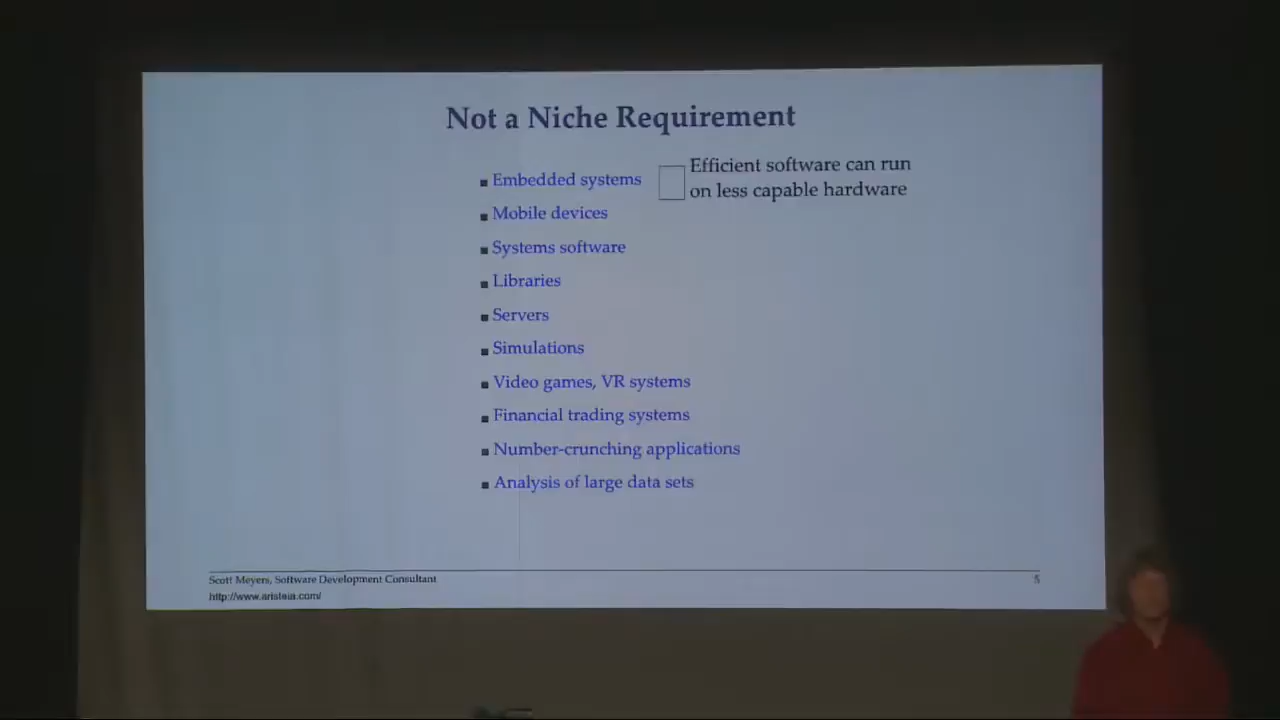 Not a Niche Requirement
Embedded systems
Efficient software can run
on less capable hardware
Mobile devices
Systems software
Libraries
Servers
Simulations
Video games, VR systems
Financial trading systems
Number-crunching applications
Analysis of large data sets
Scott Meyers, Software Development Consultant
http://www.aristeia.com/
5